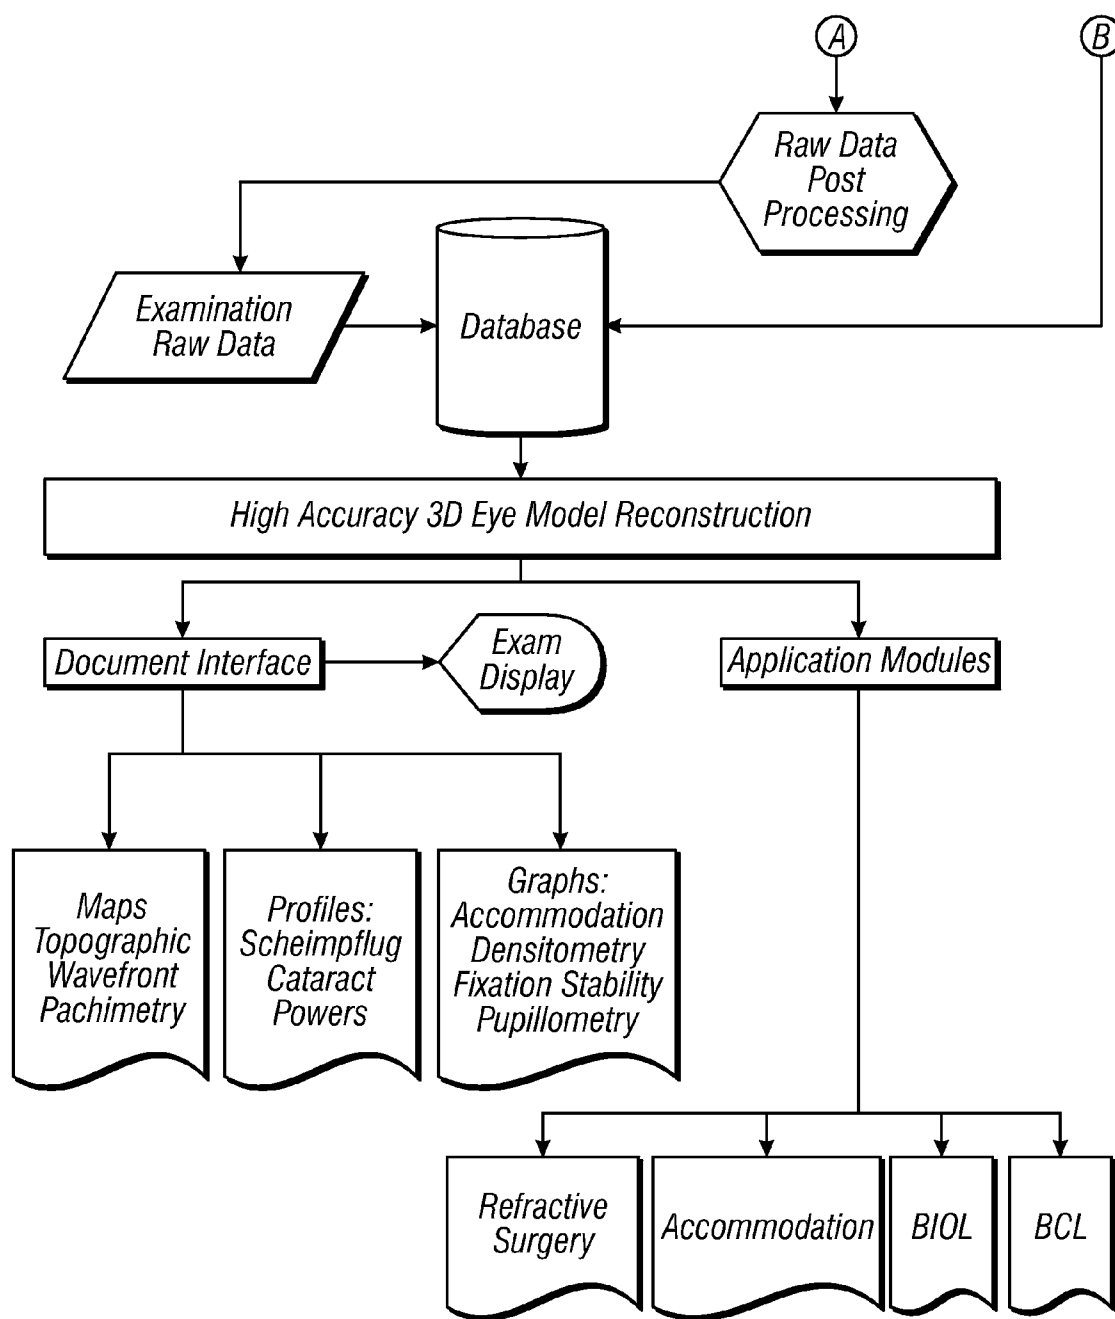 A
B
Raw Data
Post
Processing
Examination
Raw Data
Database
High Accuracy 3D Eye Model Reconstruction
Document Interface
Exam
Display
Application Modules
Maps
Topographic
Wavefront
Pachimetry
Profiles:
Scheimpflug
Cataract
Powers
Graphs:
Accommodation
Densitometry
Fixation Stability
Pupillometry
Refractive
Surgery
Accommodation
BIOL
BCL